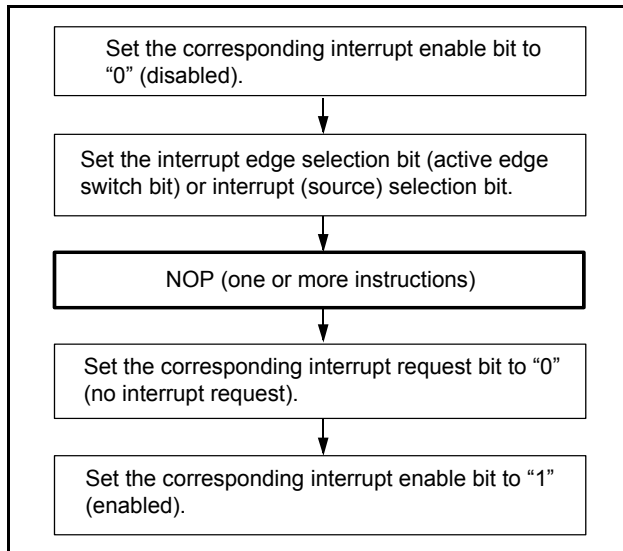 Set the corresponding interrupt enable bit to
“0” (disabled).
Set the interrupt edge selection bit (active edge
switch bit) or interrupt (source) selection bit.
NOP (one or more instructions)
Set the corresponding interrupt request bit to “0”
(no interrupt request).
Set the corresponding interrupt enable bit to “1”
(enabled).